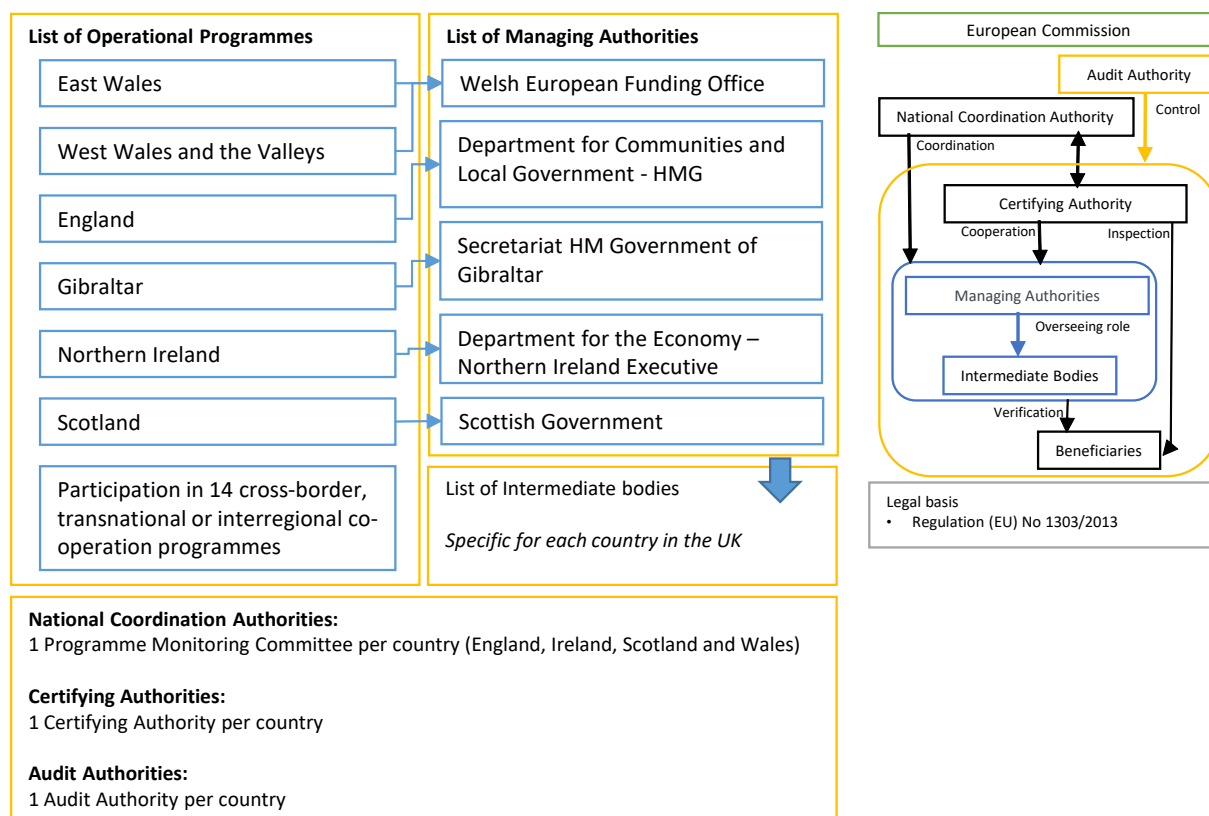 List of Operational Programmes
East Wales
West Wales and the Valleys
England
Gibraltar
Northern Ireland
Scotland
Participation in 14 cross-border,
transnational or interregional co-
operation programmes
List of Managing Authorities
Welsh European Funding Office
Department for Communities and
Local Government - HMG
Secretariat HM Government of
Gibraltar
Department for the Economy –
Northern Ireland Executive
Scottish Government
List of Intermediate bodies
Specific for each country in the UK
National Coordination Authorities:
1 Programme Monitoring Committee per country (England, Ireland, Scotland and Wales)
Certifying Authorities:
1 Certifying Authority per country
Audit Authorities:
1 Audit Authority per country
European Commission
Audit Authority
Control
National Coordination Authority
Coordination
Certifying Authority
Cooperation
Inspection
Managing Authorities
Overseeing role
Intermediate Bodies
Verification
Beneficiaries
Legal basis
• Regulation (EU) No 1303/2013